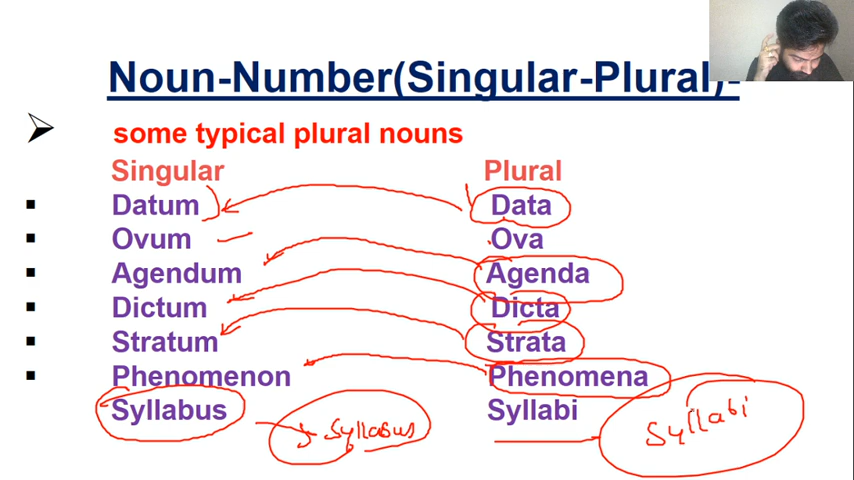 Noun-Number(Singular-Plural)-
➢ some typical plural nouns
Singular Plural
▪ Datum Data
▪ Ovum Ova
▪ Agendum Agenda
▪ Dictum Dicta
▪ Stratum Strata
▪ Phenomenon Phenomena
Syllabus Syllabi
Syllabus Syllabi